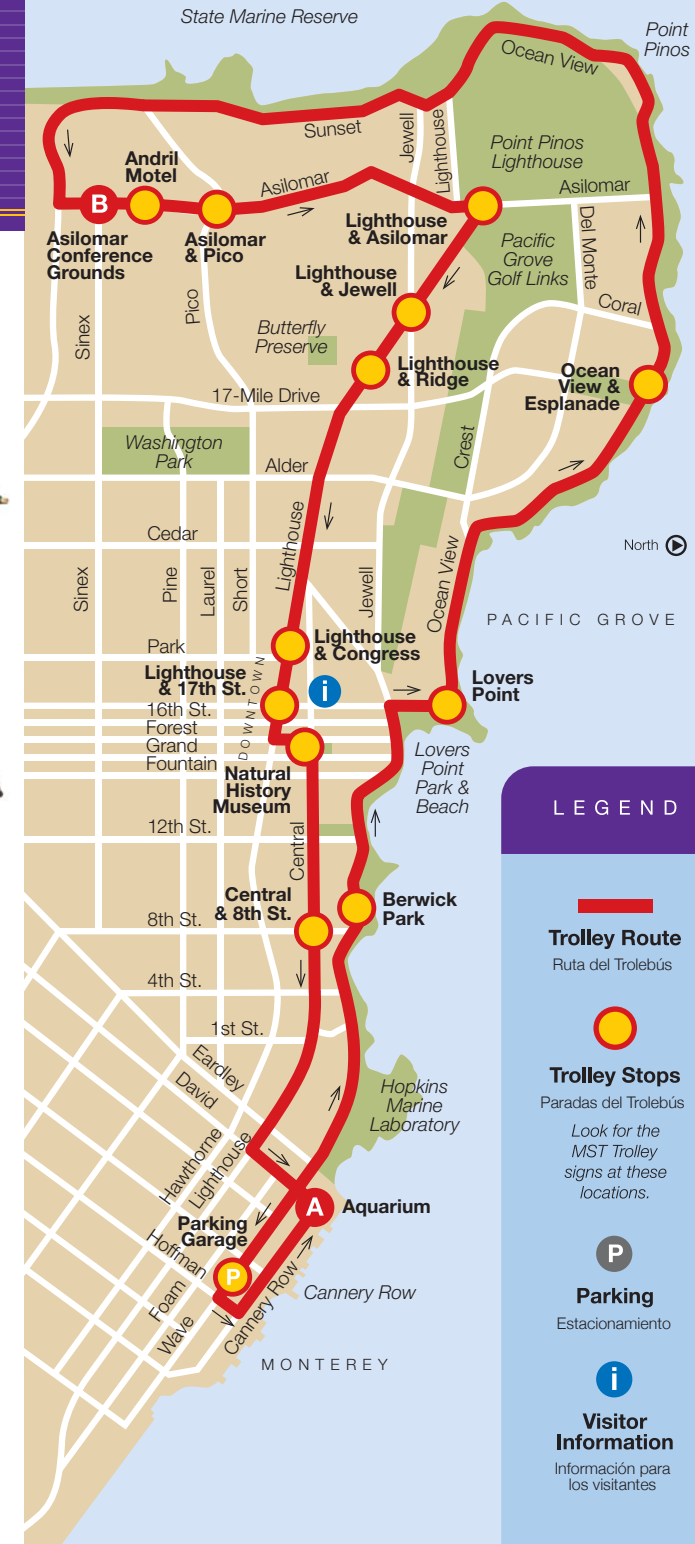 State Marine Reserve
Point
Pinos
Ocean View
Sunset
Jewell
Lighthouse
Point Pinos
Lighthouse
Andril
Motel
B
Asilomar
Asilomar
Asilomar
Conference
Grounds
Asilomar
& Pico
Lighthouse
& Asilomar
Del Monte
Pacific
Grove
Golf Links
Lighthouse
& Jewell
Coral
Sinex
Pico
Butterfly
Preserve
Lighthouse
& Ridge
Ocean
View &
Esplanade
17-Mile Drive
Washington
Park
Crest
Alder
Lighthouse
Cedar
North
Sinex
Pine
Laurel
Short
Jewell
Ocean View
PACIFIC GROVE
Park
Lighthouse
& Congress
Lighthouse
& 17th St.
DOWNTOWN
i
Lovers
Point
16th St.
Forest
Grand
Fountain
Natural
History
Museum
Lovers
Point
Park &
Beach
12th St.
Central
Central
& 8th St.
Berwick
Park
8th St.
4th St.
1st St.
Eardley
David
Hopkins
Marine
Laboratory
Hawthorne
Lighthouse
A
Aquarium
Parking
Garage
Hoffman
P
Foam
Wave
Cannery Row
Cannery Row
MONTEREY
LEGEND
Trolley Route
Ruta del Trolebús
Trolley Stops
Paradas del Trolebús
Look for the
MST Trolley
signs at these
locations.
P
Parking
Estacionamiento
i
Visitor
Information
Información para
los visitantes